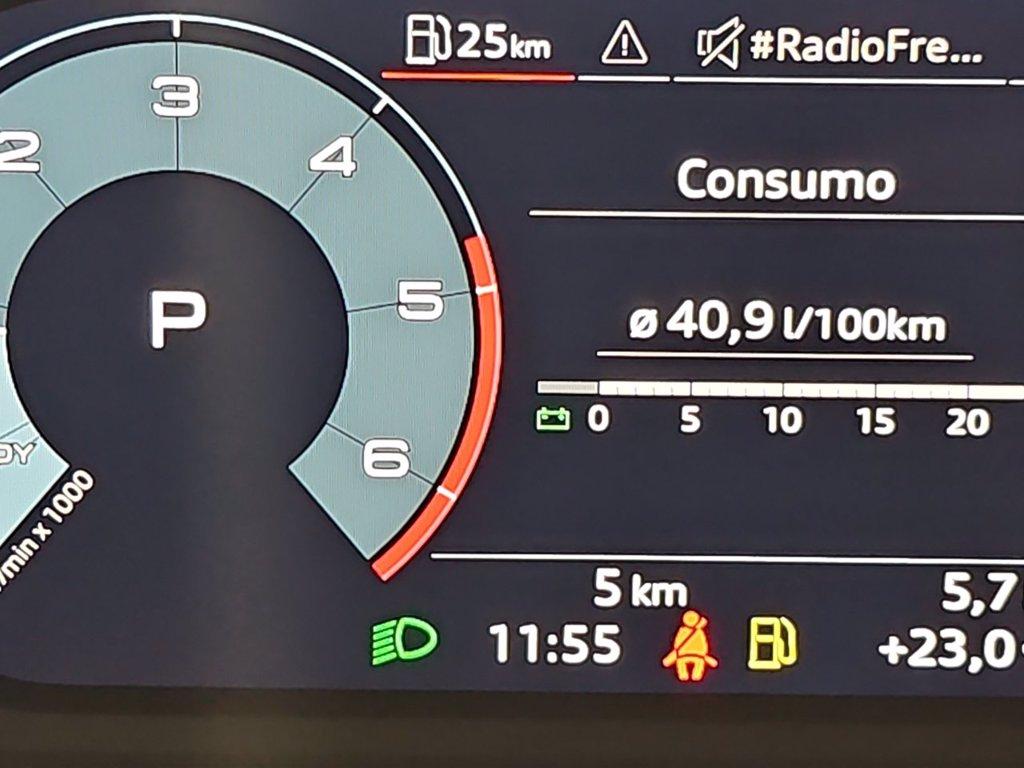 25km
#RadioFre...
3
2
4
Consumo
P
5
ø 40,9 l/100km
0 5 10 15 20
6
DY
/min x 1000
5 km
5,7
11:55
+23,0